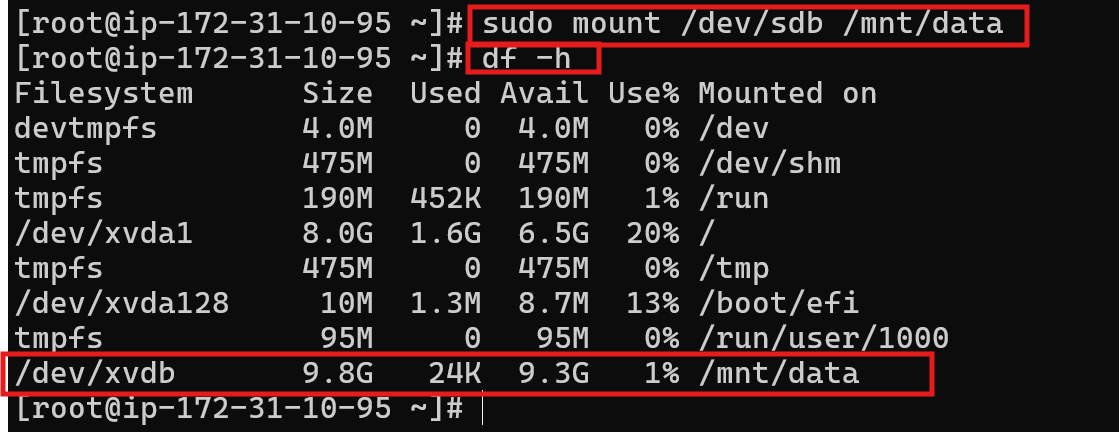 [root@ip-172-31-10-95 ~]# sudo mount /dev/sdb /mnt/data
[root@ip-172-31-10-95 ~]# df -h
Filesystem      Size  Used Avail Use% Mounted on
devtmpfs        4.0M     0  4.0M   0% /dev
tmpfs           475M     0  475M   0% /dev/shm
tmpfs           190M  452K  190M   1% /run
/dev/xvda1      8.0G  1.6G  6.5G  20% /
tmpfs           475M     0  475M   0% /tmp
/dev/xvda128     10M  1.3M  8.7M  13% /boot/efi
tmpfs            95M     0   95M   0% /run/user/1000
/dev/xvdb       9.8G   24K  9.3G   1% /mnt/data
[root@ip-172-31-10-95 ~]#